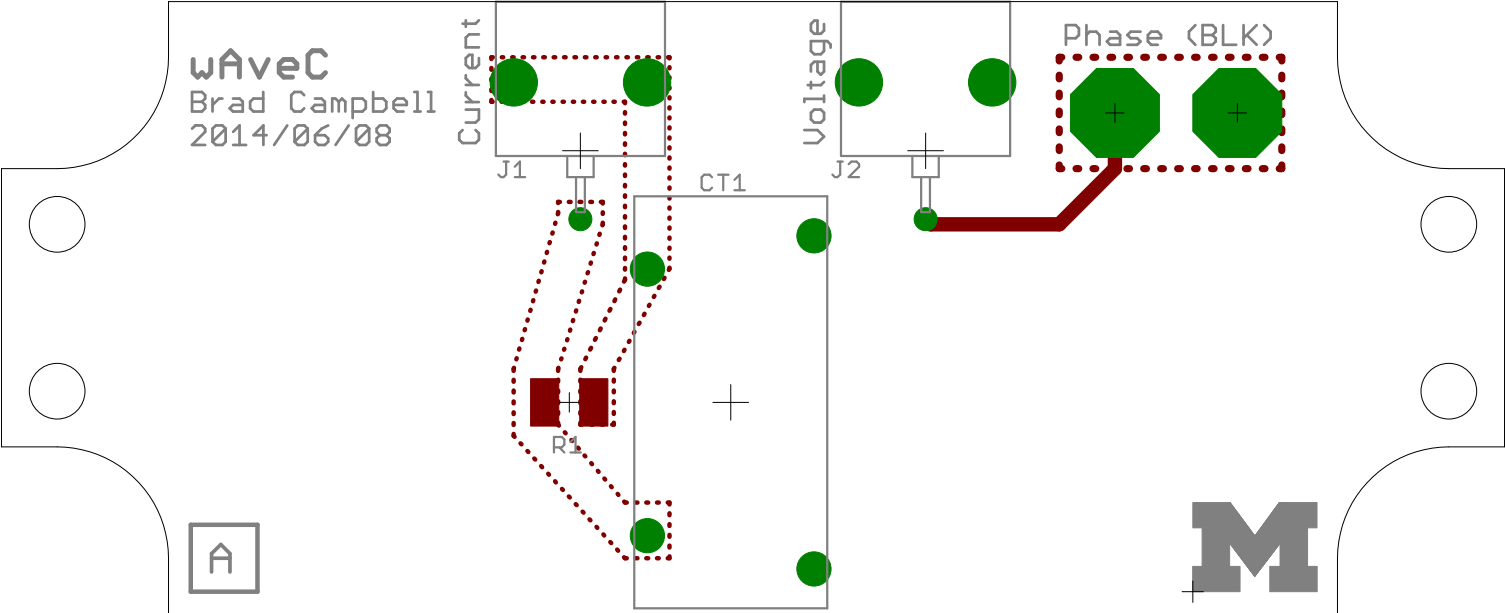 wAveC
Brad Campbell
2014/06/08
Current
J1
Voltage
J2
Phase (BLK)
CT1
R1
A
M